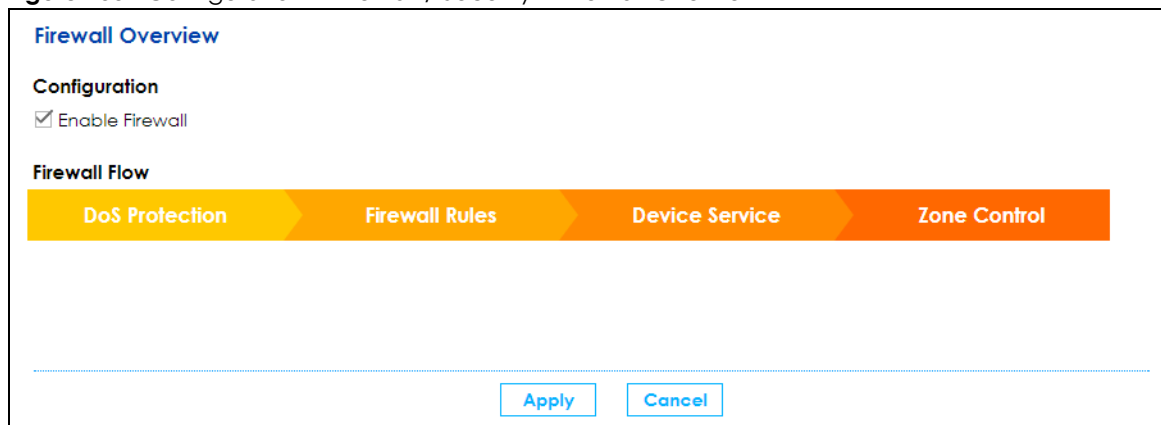 Firewall Overview
Configuration
Enable Firewall
Firewall Flow
DoS Protection Firewall Rules Device Service Zone Control
Apply Cancel